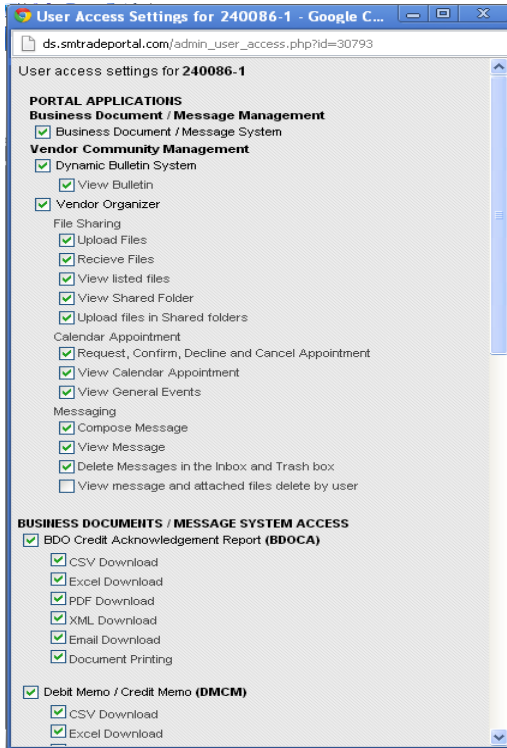 User Access Settings for 240086-1 - Google C...
ds.smtradeportal.com/admin_user_access.php?id=30793
User access settings for 240086-1
PORTAL APPLICATIONS
Business Document / Message Management
Business Document / Message System
Vendor Community Management
Dynamic Bulletin System
View Bulletin
Vendor Organizer
File Sharing
Upload Files
Recieve Files
View listed files
View Shared Folder
Upload files in Shared folders
Calendar Appointment
Request, Confirm, Decline and Cancel Appointment
View Calendar Appointment
View General Events
Messaging
Compose Message
View Message
Delete Messages in the Inbox and Trash box
View message and attached files delete by user
BUSINESS DOCUMENTS / MESSAGE SYSTEM ACCESS
BDO Credit Acknowledgement Report (BDOCA)
CSV Download
Excel Download
PDF Download
XML Download
Email Download
Document Printing
Debit Memo / Credit Memo (DMCM)
CSV Download
Excel Download